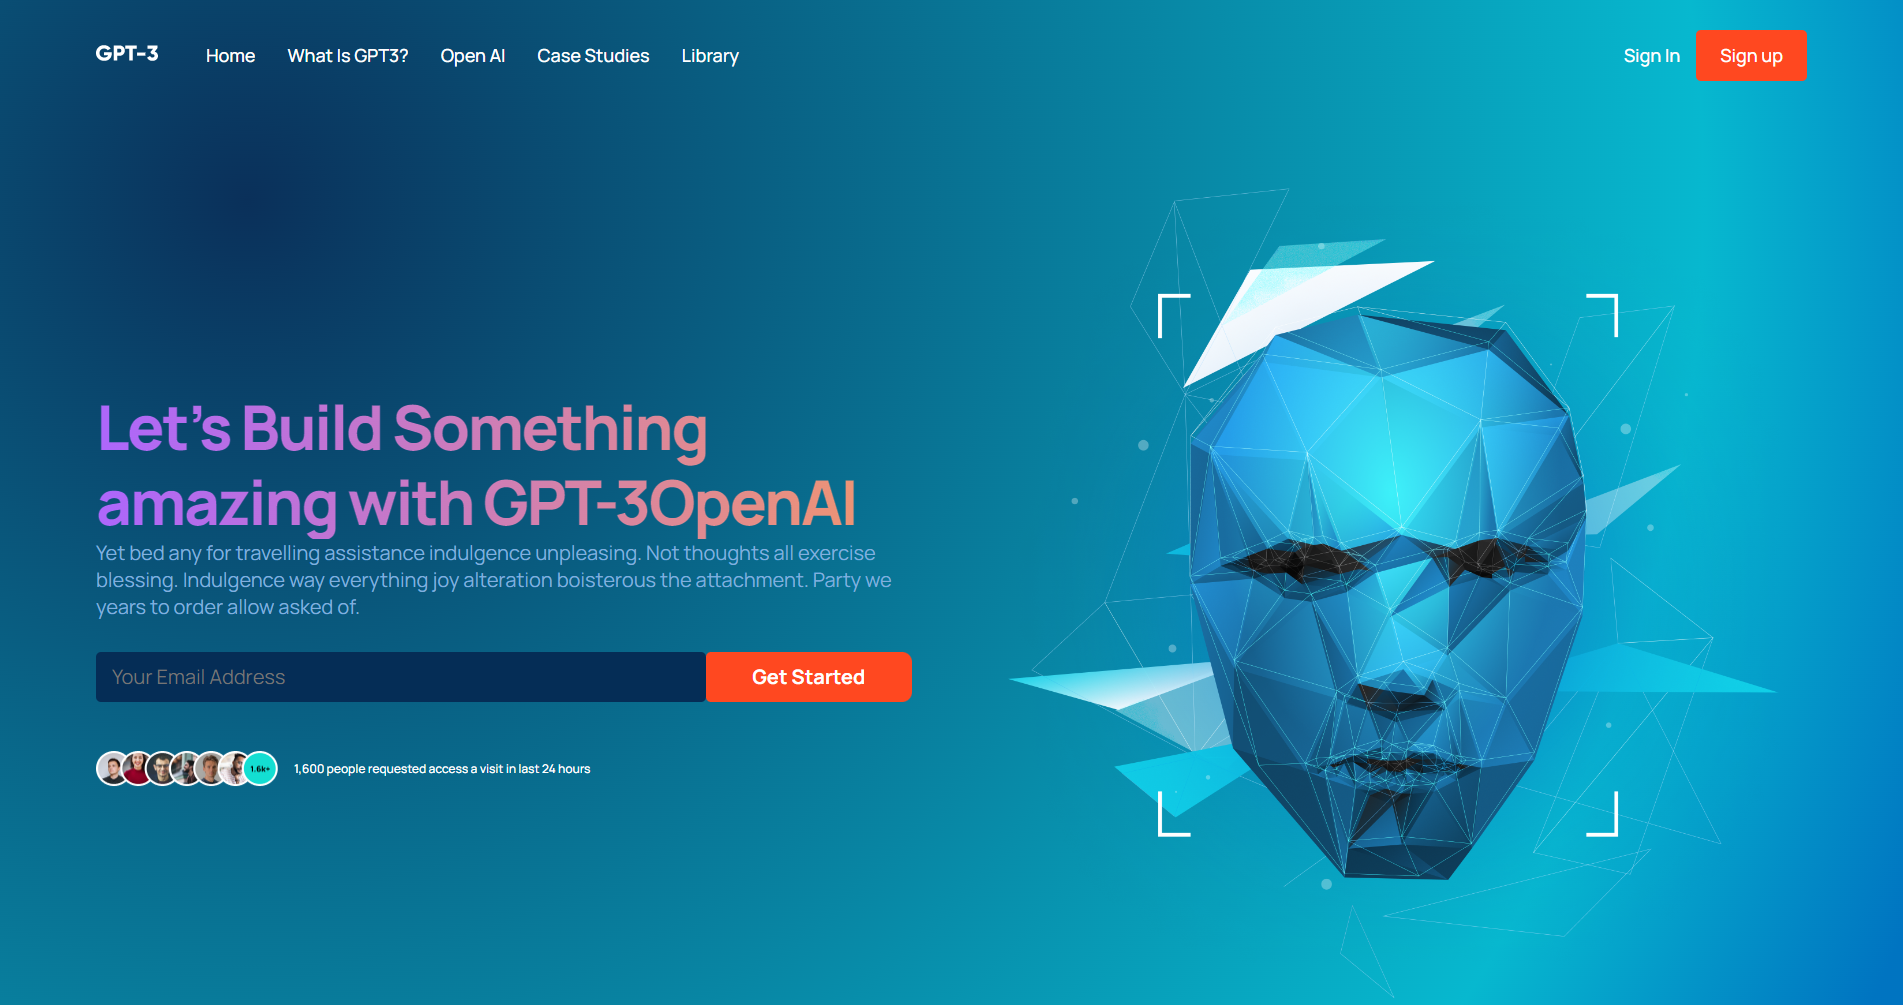 GPT-3
Home
What Is GPT3?
Open AI
Case Studies
Library
Sign In
Sign up
Let's Build Something
amazing with GPT-3OpenAI
Yet bed any for travelling assistance indulgence unpleasing. Not thoughts all exercise
blessing. Indulgence way everything joy alteration boisterous the attachment. Party we
years to order allow asked of.
Your Email Address
Get Started
1.6k+
1,600 people requested access a visit in last 24 hours